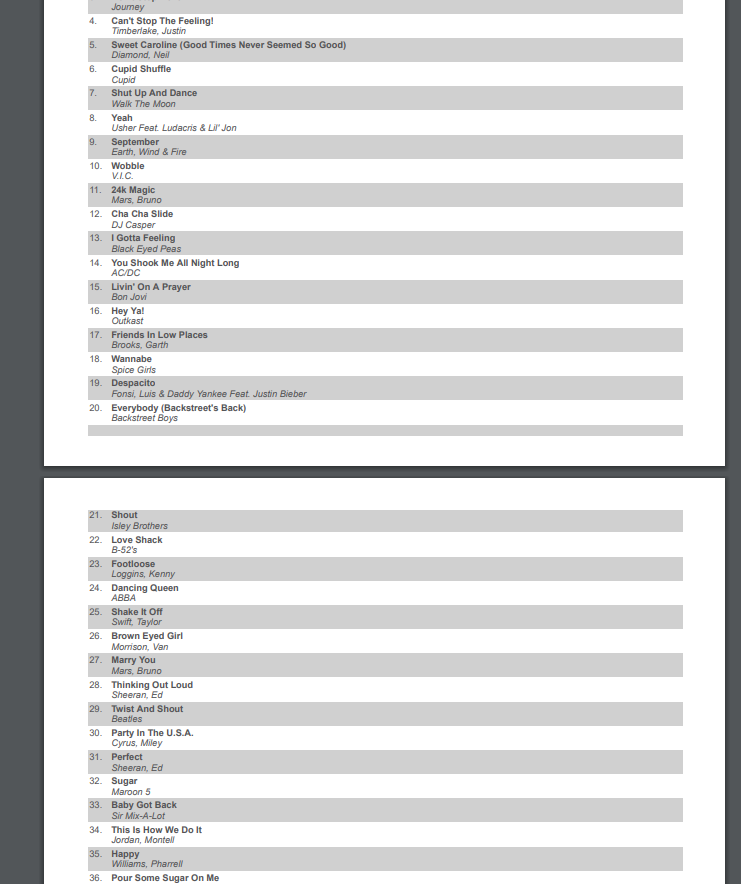 Journey
4. Can't Stop The Feeling!
Timberlake, Justin
5. Sweet Caroline (Good Times Never Seemed So Good)
Diamond, Neil
6. Cupid Shuffle
Cupid
7. Shut Up And Dance
Walk The Moon
8. Yeah
Usher Feat. Ludacris & Lil' Jon
9. September
Earth, Wind & Fire
10. Wobble
V.I.C.
11. 24k Magic
Mars, Bruno
12. Cha Cha Slide
DJ Casper
13. I Gotta Feeling
Black Eyed Peas
14. You Shook Me All Night Long
AC/DC
15. Livin' On A Prayer
Bon Jovi
16. Hey Ya!
Outkast
17. Friends In Low Places
Brooks, Garth
18. Wannabe
Spice Girls
19. Despacito
Fonsi, Luis & Daddy Yankee Feat. Justin Bieber
20. Everybody (Backstreet's Back)
Backstreet Boys
21. Shout
Isley Brothers
22. Love Shack
B-52's
23. Footloose
Loggins, Kenny
24. Dancing Queen
ABBA
25. Shake It Off
Swift, Taylor
26. Brown Eyed Girl
Morrison, Van
27. Marry You
Mars, Bruno
28. Thinking Out Loud
Sheeran, Ed
29. Twist And Shout
Beatles
30. Party In The U.S.A.
Cyrus, Miley
31. Perfect
Sheeran, Ed
32. Sugar
Maroon 5
33. Baby Got Back
Sir Mix-A-Lot
34. This Is How We Do It
Jordan, Montell
35. Happy
Williams, Pharrell
36. Pour Some Sugar On Me